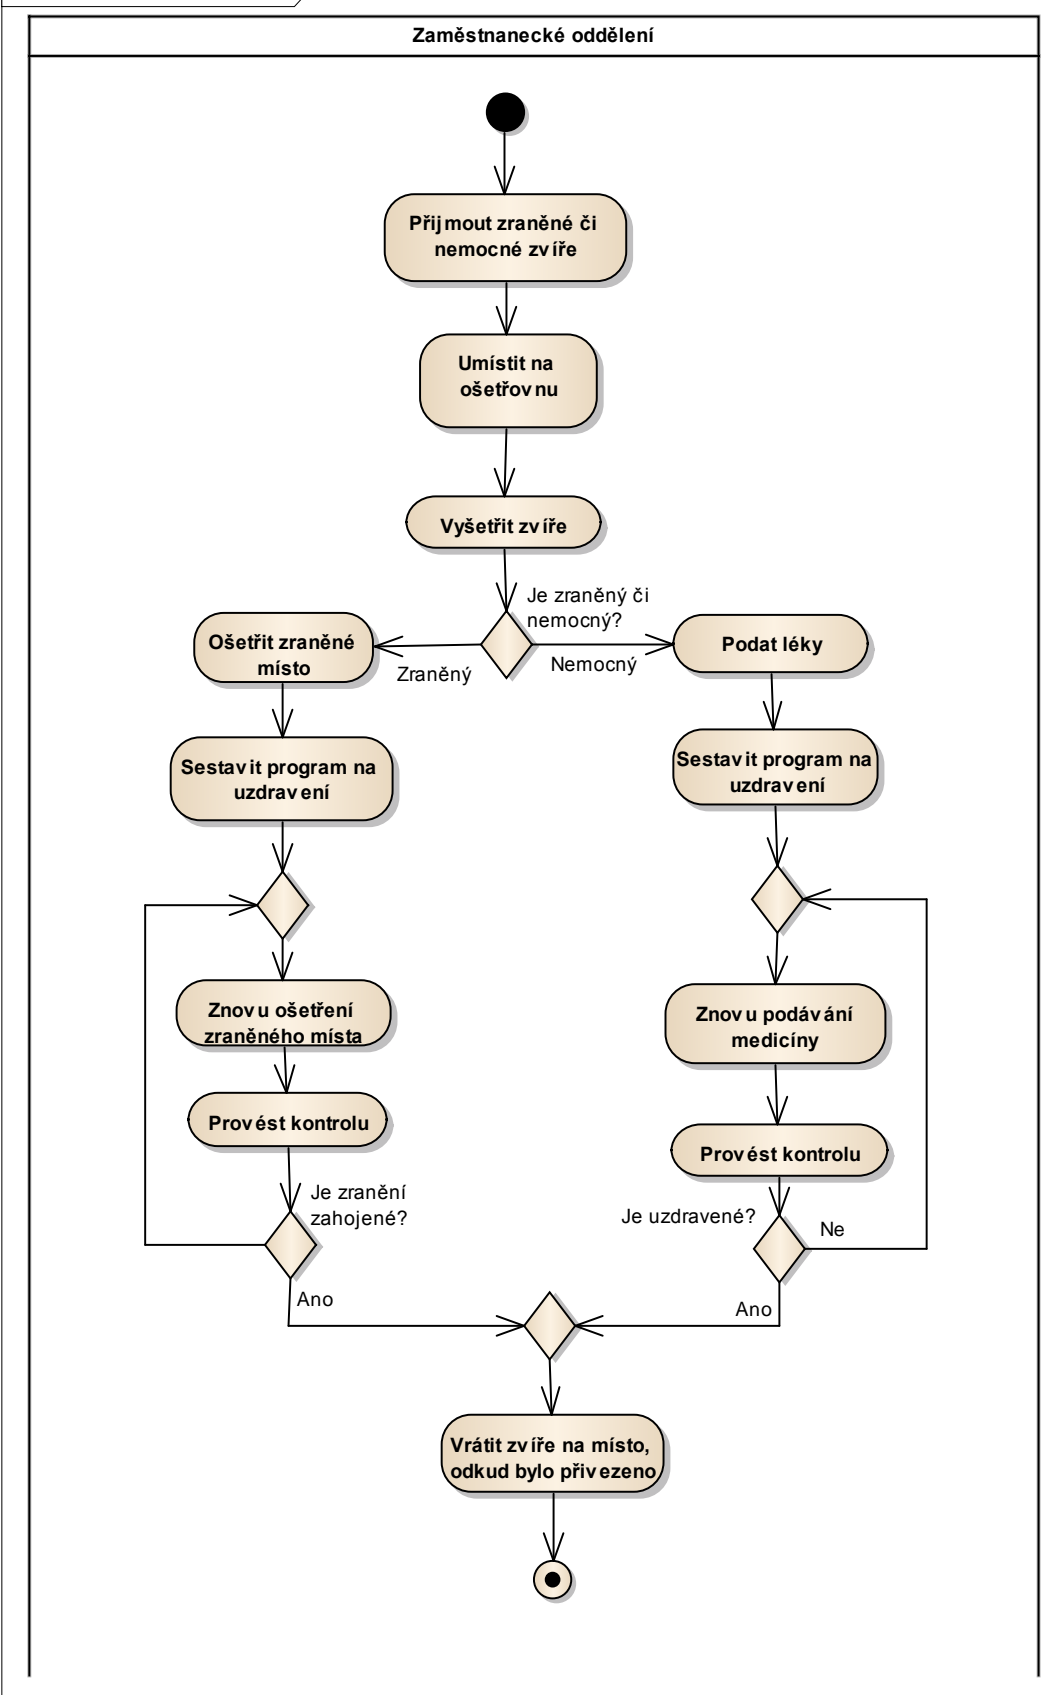 Zaměstnanecké oddělení
Přijmout zraněné či
nemocné zvíře
Umístit na
ošetřovnu
Vyšetřit zvíře
Je zraněný či
nemocný?
Ošetřit zraněné
místo
Zraněný
Nemocný
Podat léky
Sestavit program na
uzdravení
Sestavit program na
uzdravení
Znovu ošetření
zraněného místa
Znovu podávání
medicíny
Provést kontrolu
Provést kontrolu
Je zranění
zahojené?
Je uzdravené?
Ne
Ano
Ano
Vrátit zvíře na místo,
odkud bylo přivezeno